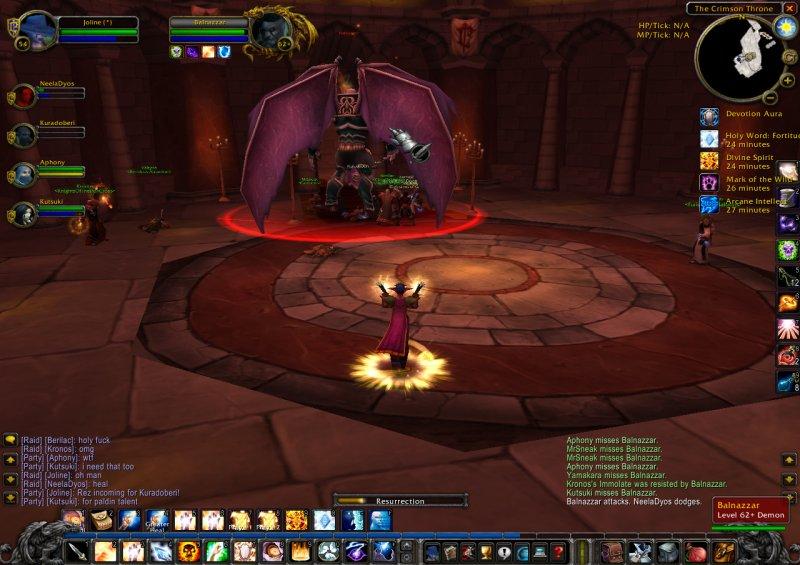 The Crimson Throne
Joline (*)
54
Balnazzar
62+
HP/Tick: N/A
MP/Tick: N/A
NeelaDyos
Kuradoberi
Aphony
Kutsuki
Devotion Aura
Holy Word: Fortitud
24 minutes
Divine Spirit
24 minutes
Mark of the Wild
26 minutes
Arcane Intellect
27 minutes
[Raid] [Berilac]: holy fuck
[Raid] [Kronos]: omg
[Party] [Aphony]: wtf
[Party] [Kutsuki]: i need that too
[Raid] [Joline]: oh man
[Raid] [NeelaDyos]: heal
[Party] [Joline]: Rez incoming for Kuradoberi!
[Party] [Kutsuki]: for paldin talent
Aphony misses Balnazzar.
MrSneak misses Balnazzar.
Aphony misses Balnazzar.
MrSneak misses Balnazzar.
Yamakara misses Balnazzar.
Kronos's Immolate was resisted by Balnazzar.
Kutsuki misses Balnazzar.
Balnazzar attacks. NeelaDyos dodges.
Resurrection
Balnazzar
Level 62+ Demon
Greater
Heal